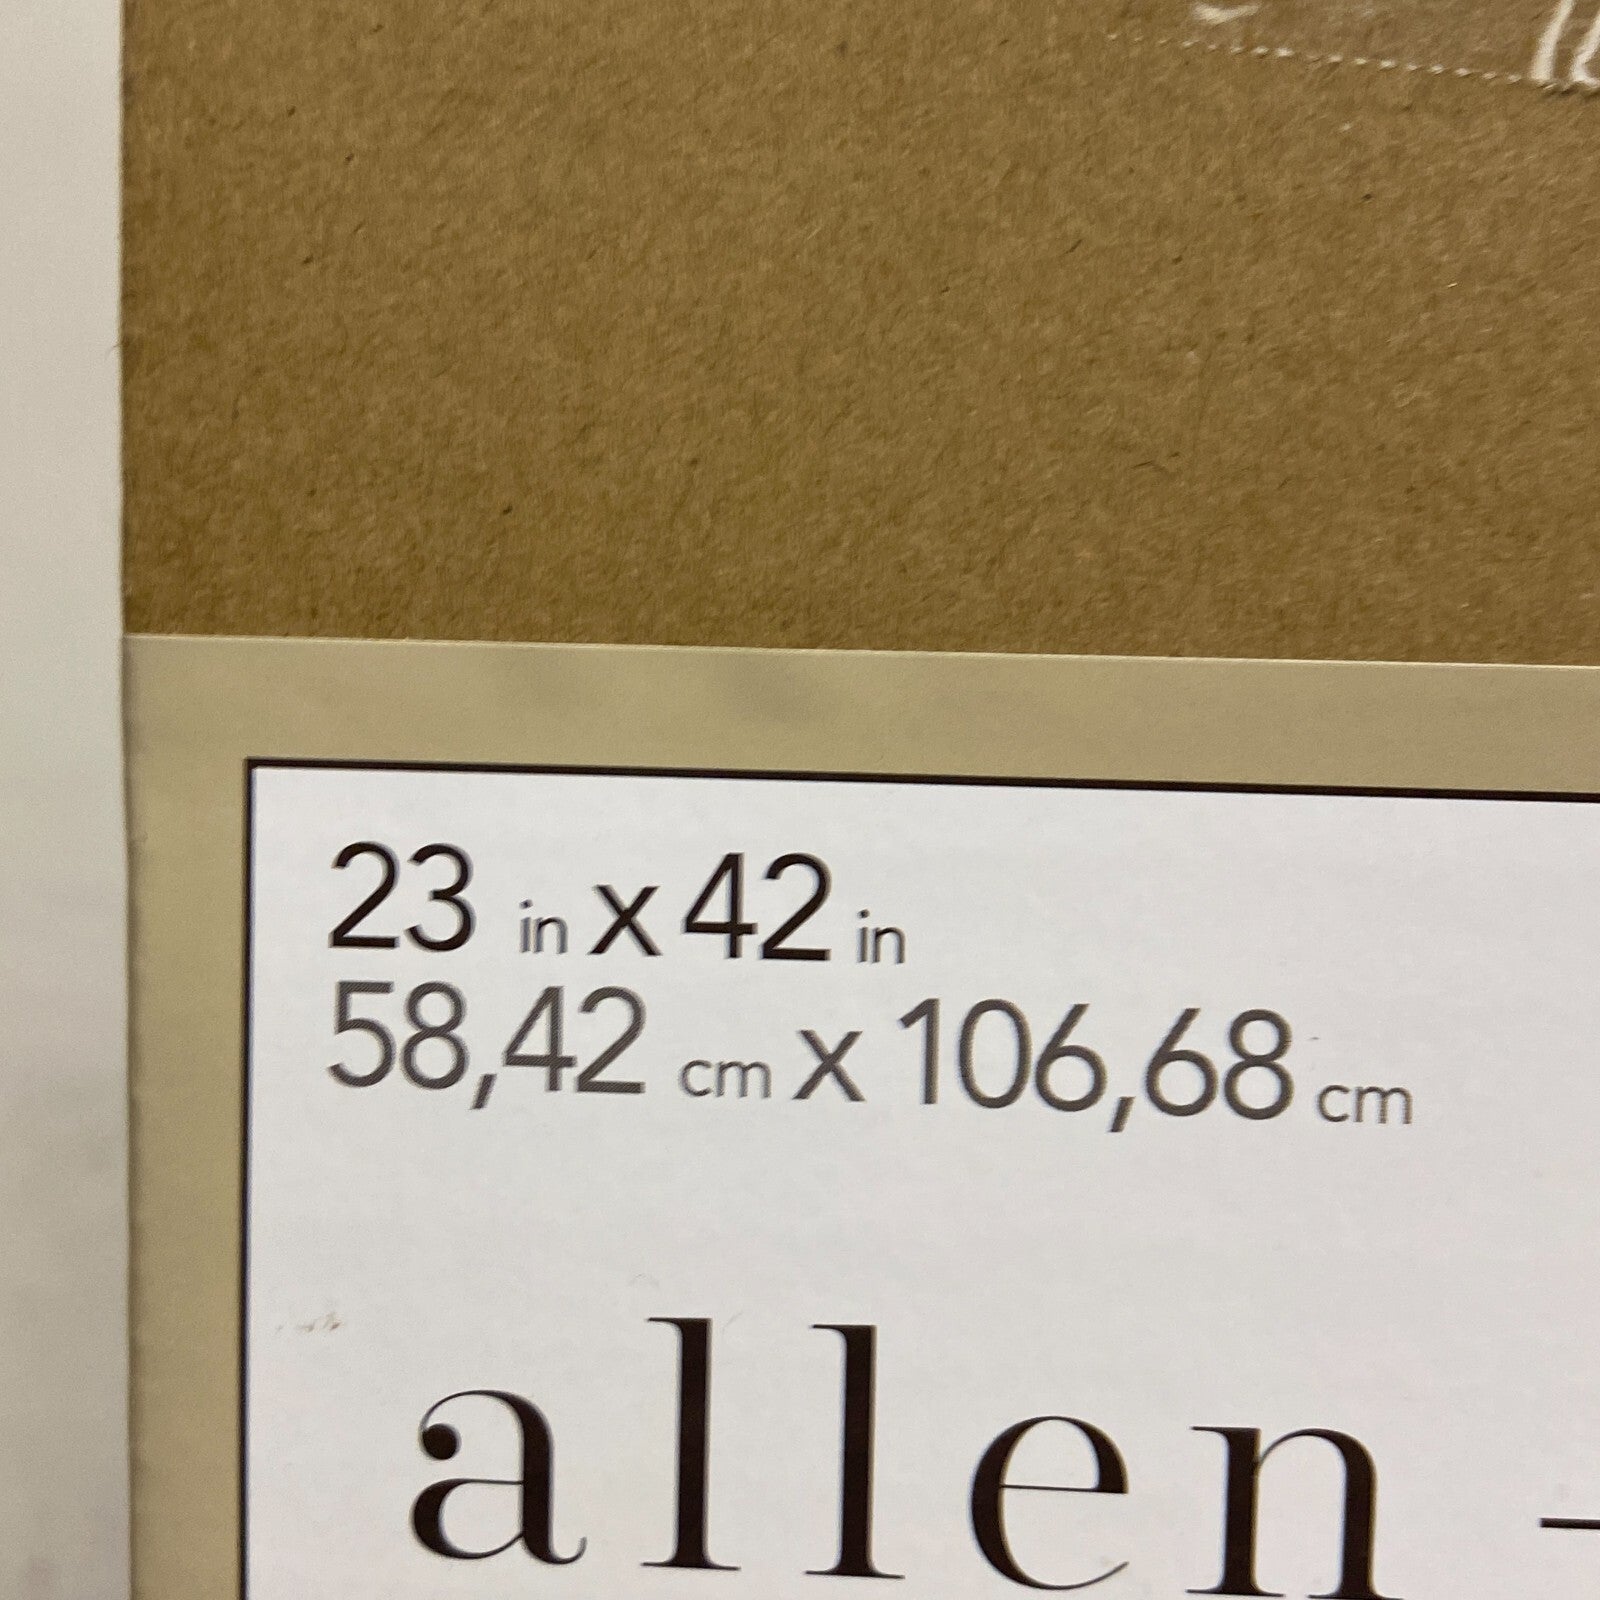 23 in x 42 in
58,42 cm x 106,68 cm
allen